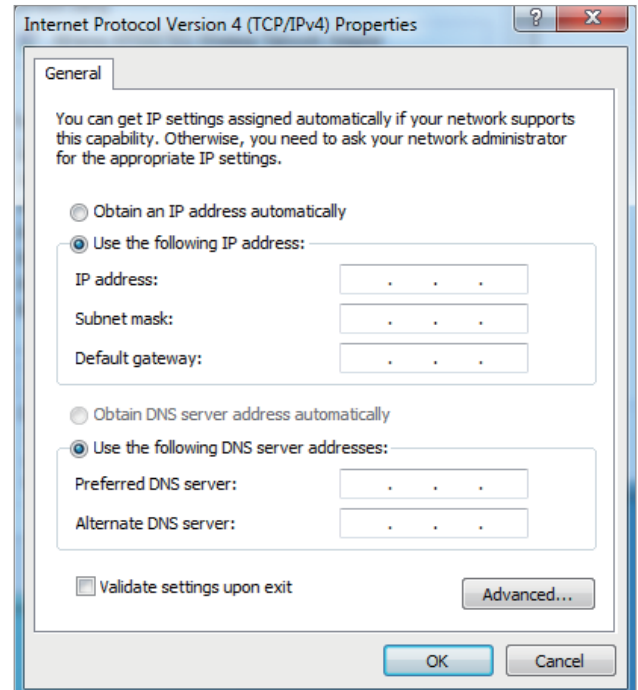 Internet Protocol Version 4 (TCP/IPv4) Properties
General
You can get IP settings assigned automatically if your network supports
this capability. Otherwise, you need to ask your network administrator
for the appropriate IP settings.
Obtain an IP address automatically
Use the following IP address:
IP address: . . .
Subnet mask: . . .
Default gateway: . . .
Obtain DNS server address automatically
Use the following DNS server addresses:
Preferred DNS server: . . .
Alternate DNS server: . . .
Validate settings upon exit
Advanced...
OK Cancel